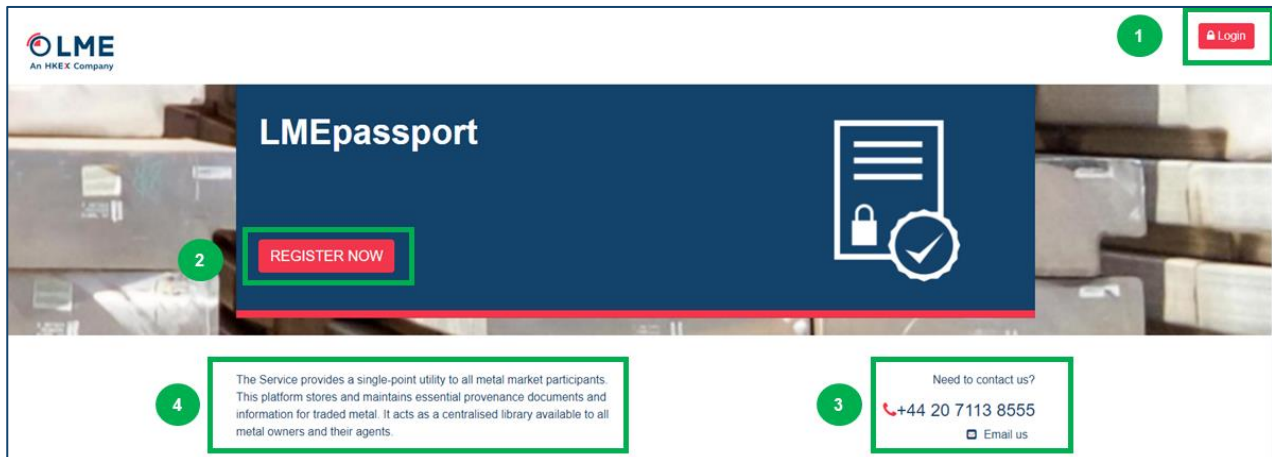 LME
An HKEX Company
1
Login
LMEpassport
2
REGISTER NOW
4
The Service provides a single-point utility to all metal market participants.
This platform stores and maintains essential provenance documents and
information for traded metal. It acts as a centralised library available to all
metal owners and their agents.
3
Need to contact us?
+44 20 7113 8555
Email us